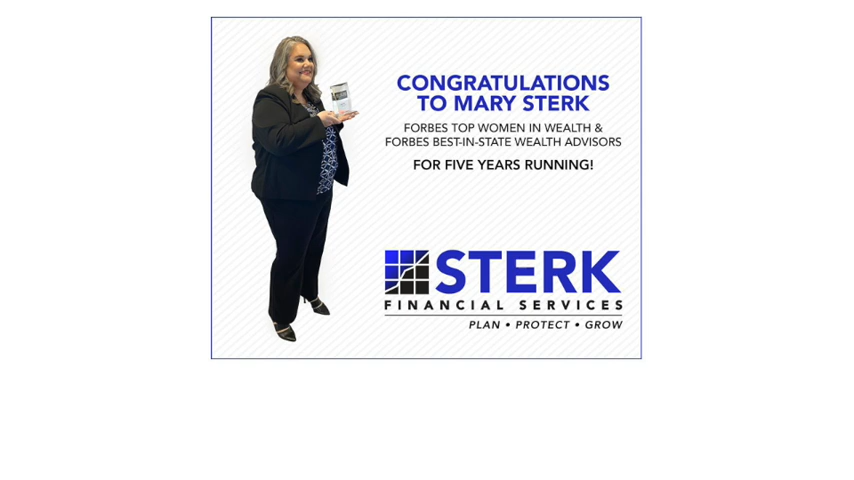 CONGRATULATIONS
TO MARY STERK
FORBES TOP WOMEN IN WEALTH &
FORBES BEST-IN-STATE WEALTH ADVISORS
FOR FIVE YEARS RUNNING!
STERK
FINANCIAL SERVICES
PLAN • PROTECT • GROW